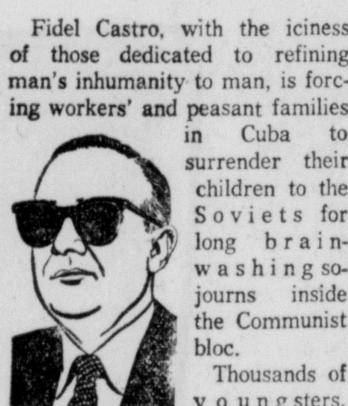 Fidel Castro, with the iciness
of those dedicated to refining
man's inhumanity to man, is forc-
ing workers' and peasant families
in Cuba to
surrender their
children to the
Soviets for
long brain-
washing so-
journs inside
the Communist
bloc.
Thousands of
youngsters,